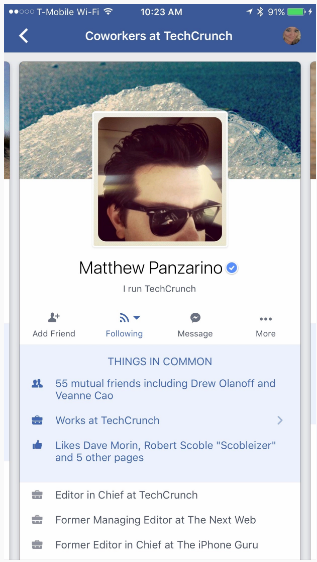 T-Mobile Wi-Fi 10:23 AM 91%
Coworkers at TechCrunch
Matthew Panzarino
I run TechCrunch
Add Friend Following Message More
THINGS IN COMMON
55 mutual friends including Drew Olanoff and
Veanne Cao
Works at TechCrunch
Likes Dave Morin, Robert Scoble "Scobleizer"
and 5 other pages
Editor in Chief at TechCrunch
Former Managing Editor at The Next Web
Former Editor in Chief at The iPhone Guru